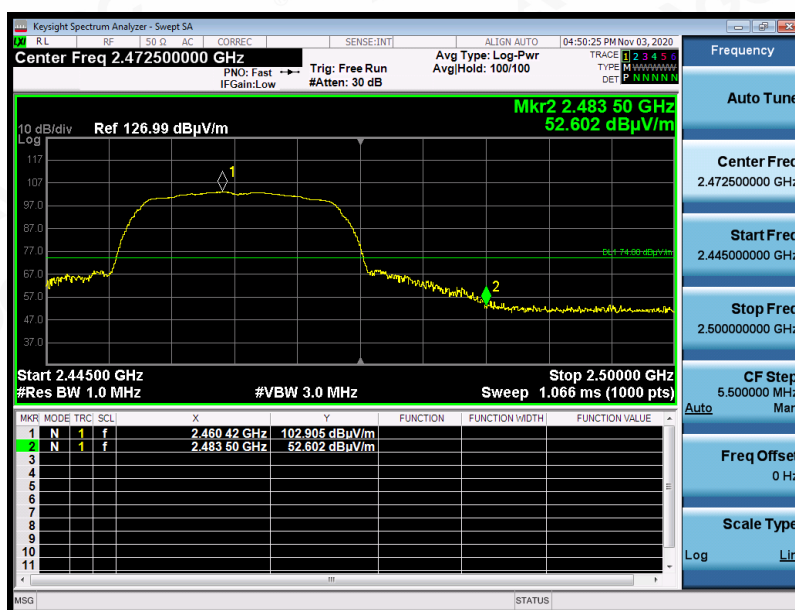 Keysight Spectrum Analyzer - Swept SA
LXI RL RF 50 Ω AC CORREC SENSE:INT ALIGN AUTO 04:50:25 PM Nov 03, 2020
Center Freq 2.472500000 GHz
PNO: Fast
IFGain:Low
Trig: Free Run
#Atten: 30 dB
Avg Type: Log-Pwr
Avg|Hold: 100/100
TRACE 1 2 3 4 5 6
TYPE M WWWWW
DET P N N N N N
Mkr2 2.483 50 GHz
52.602 dBµV/m
10 dB/div Ref 126.99 dBµV/m
Log
117
107
97.0
87.0
77.0
67.0
57.0
47.0
37.0
1
DL1 74.00 dBµV/m
2
Start 2.44500 GHz Stop 2.50000 GHz
#Res BW 1.0 MHz #VBW 3.0 MHz Sweep 1.066 ms (1000 pts)
MKR MODE TRC SCL X Y FUNCTION FUNCTION WIDTH FUNCTION VALUE
1 N 1 f 2.460 42 GHz 102.905 dBµV/m
2 N 1 f 2.483 50 GHz 52.602 dBµV/m
3
4
5
6
7
8
9
10
11
MSG STATUS
Frequency
Auto Tune
Center Freq
2.472500000 GHz
Start Freq
2.445000000 GHz
Stop Freq
2.500000000 GHz
CF Step
5.500000 MHz
Auto Man
Freq Offset
0 Hz
Scale Type
Log Lin